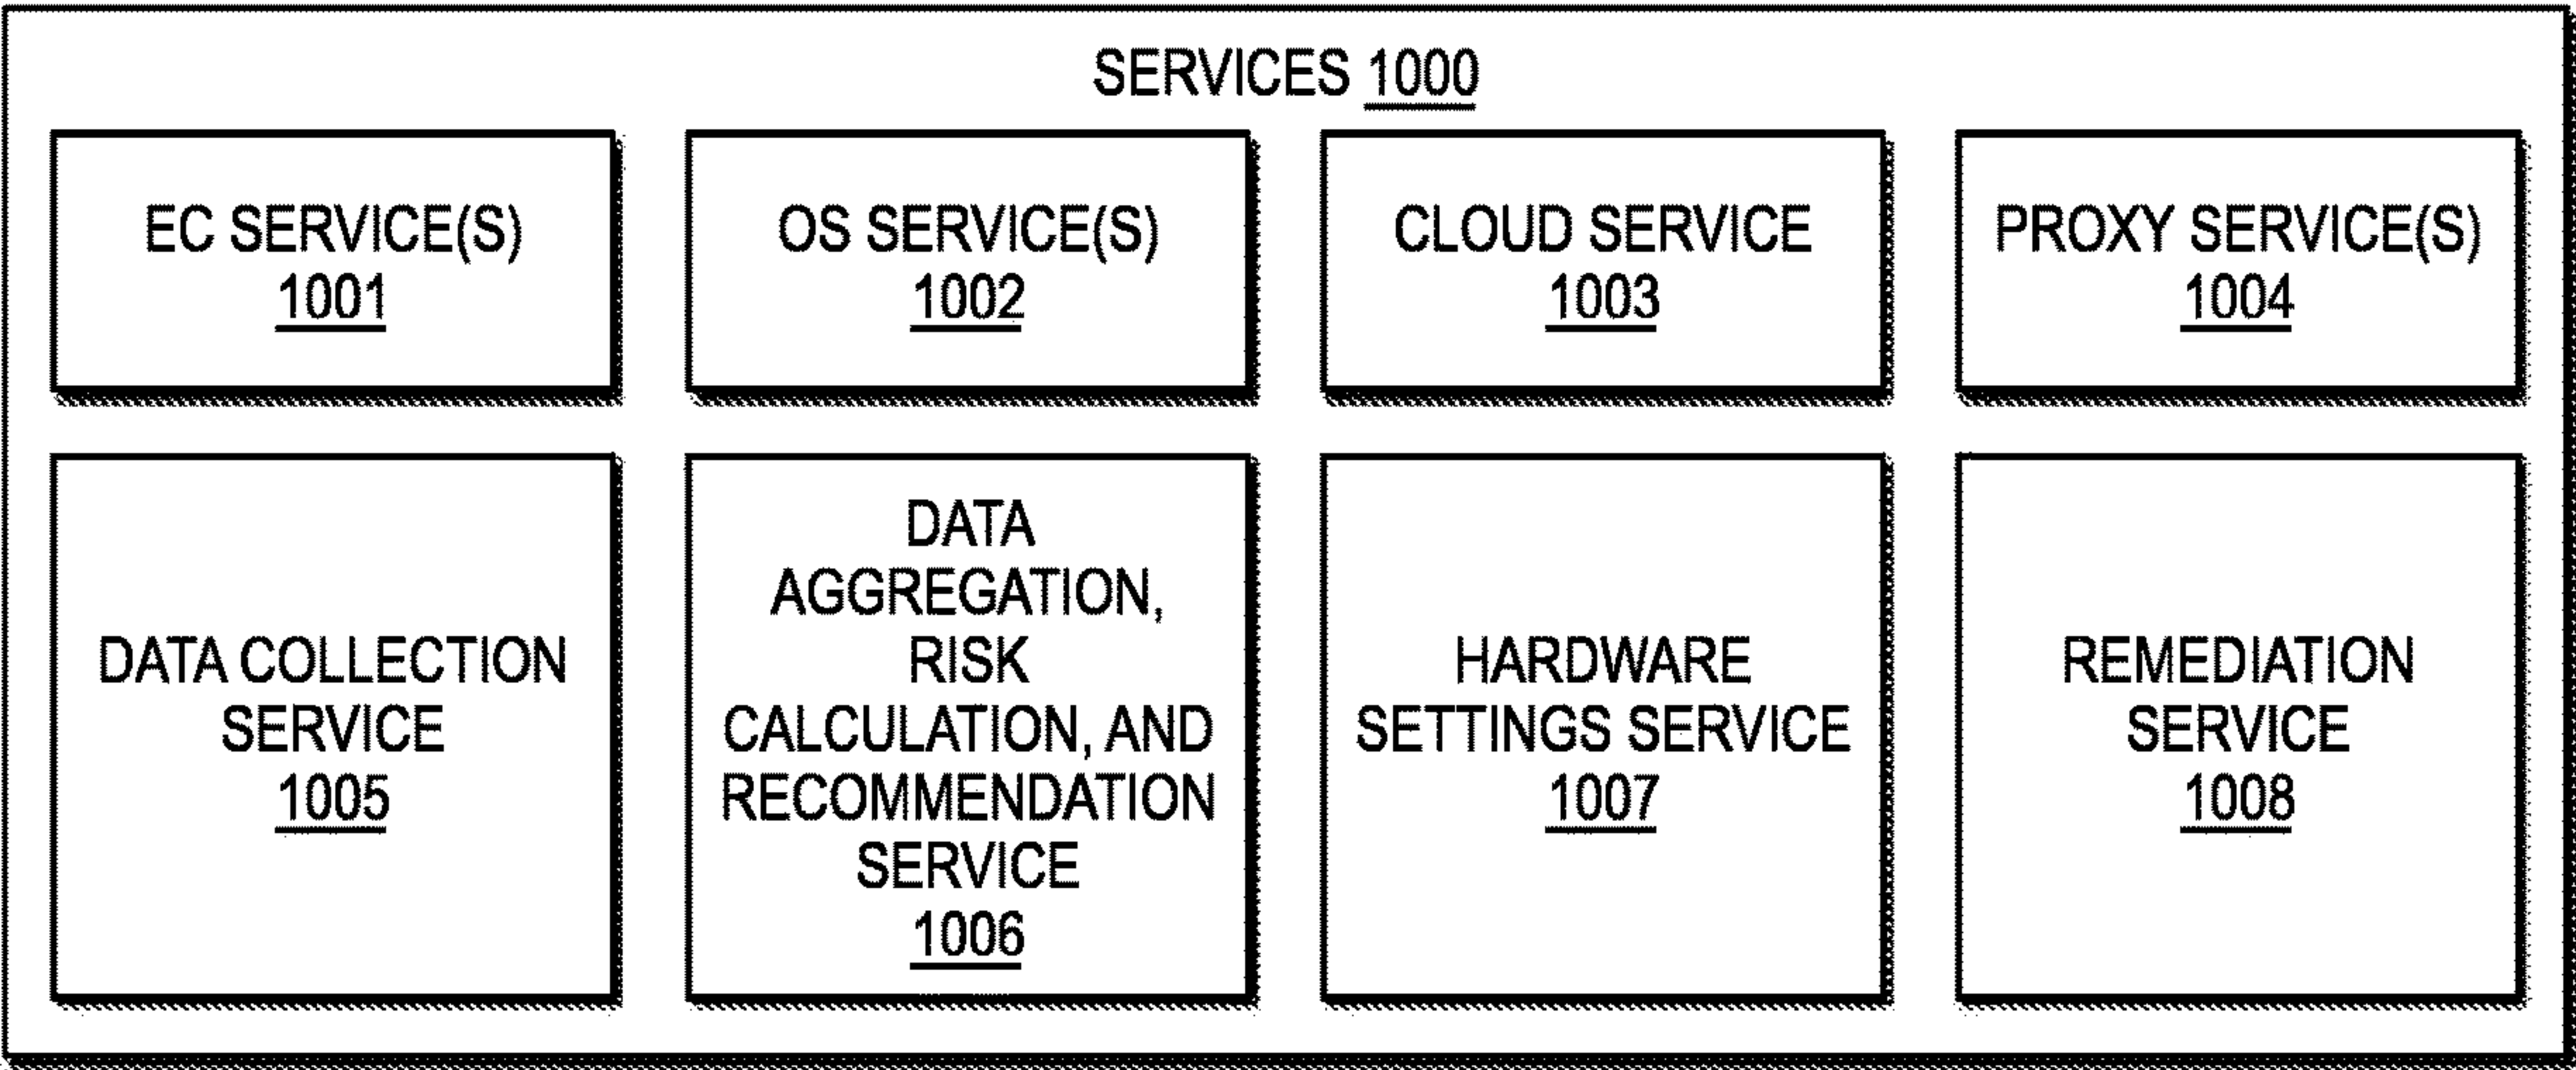 SERVICES 1000
EC SERVICE(S)
1001
OS SERVICE(S)
1002
CLOUD SERVICE
1003
PROXY SERVICE(S)
1004
DATA COLLECTION
SERVICE
1005
DATA
AGGREGATION,
RISK
CALCULATION, AND
RECOMMENDATION
SERVICE
1006
HARDWARE
SETTINGS SERVICE
1007
REMEDIATION
SERVICE
1008